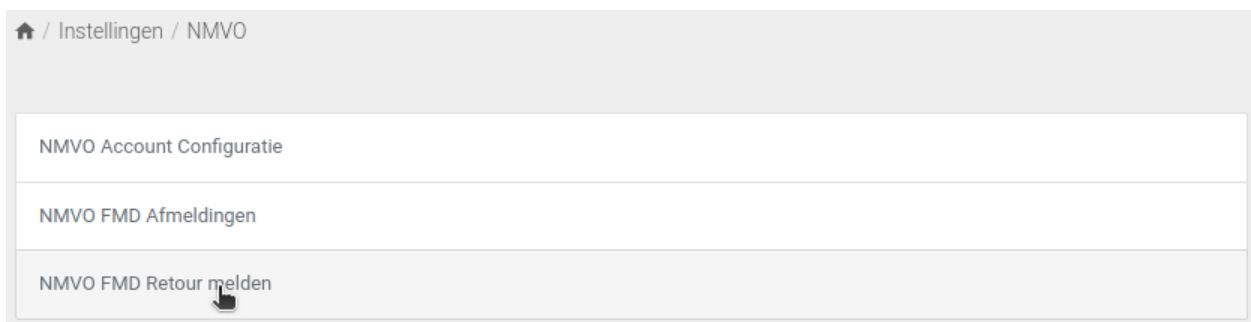 / Instellingen / NMVO
NMVO Account Configuratie
NMVO FMD Afmeldingen
NMVO FMD Retour melden